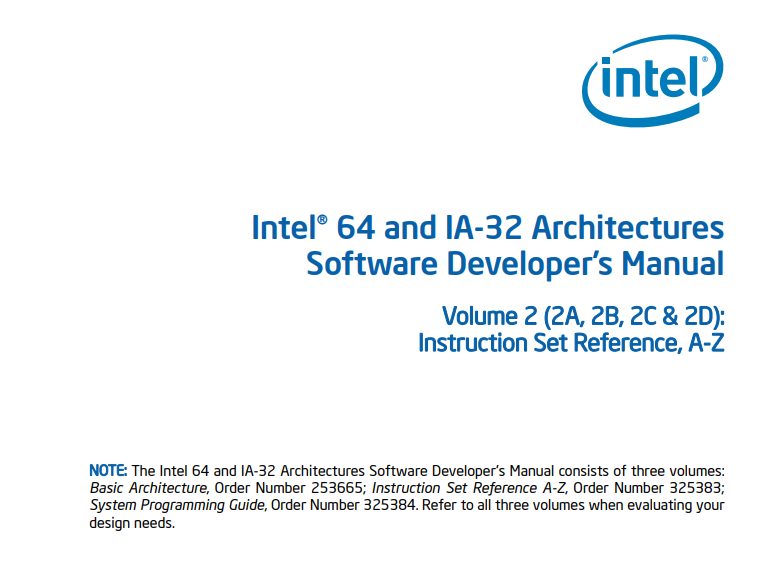 intel®
Intel® 64 and IA-32 Architectures
Software Developer's Manual
Volume 2 (2A, 2B, 2C & 2D):
Instruction Set Reference, A-Z
NOTE: The Intel 64 and IA-32 Architectures Software Developer's Manual consists of three volumes:
Basic Architecture, Order Number 253665; Instruction Set Reference A-Z, Order Number 325383;
System Programming Guide, Order Number 325384. Refer to all three volumes when evaluating your
design needs.